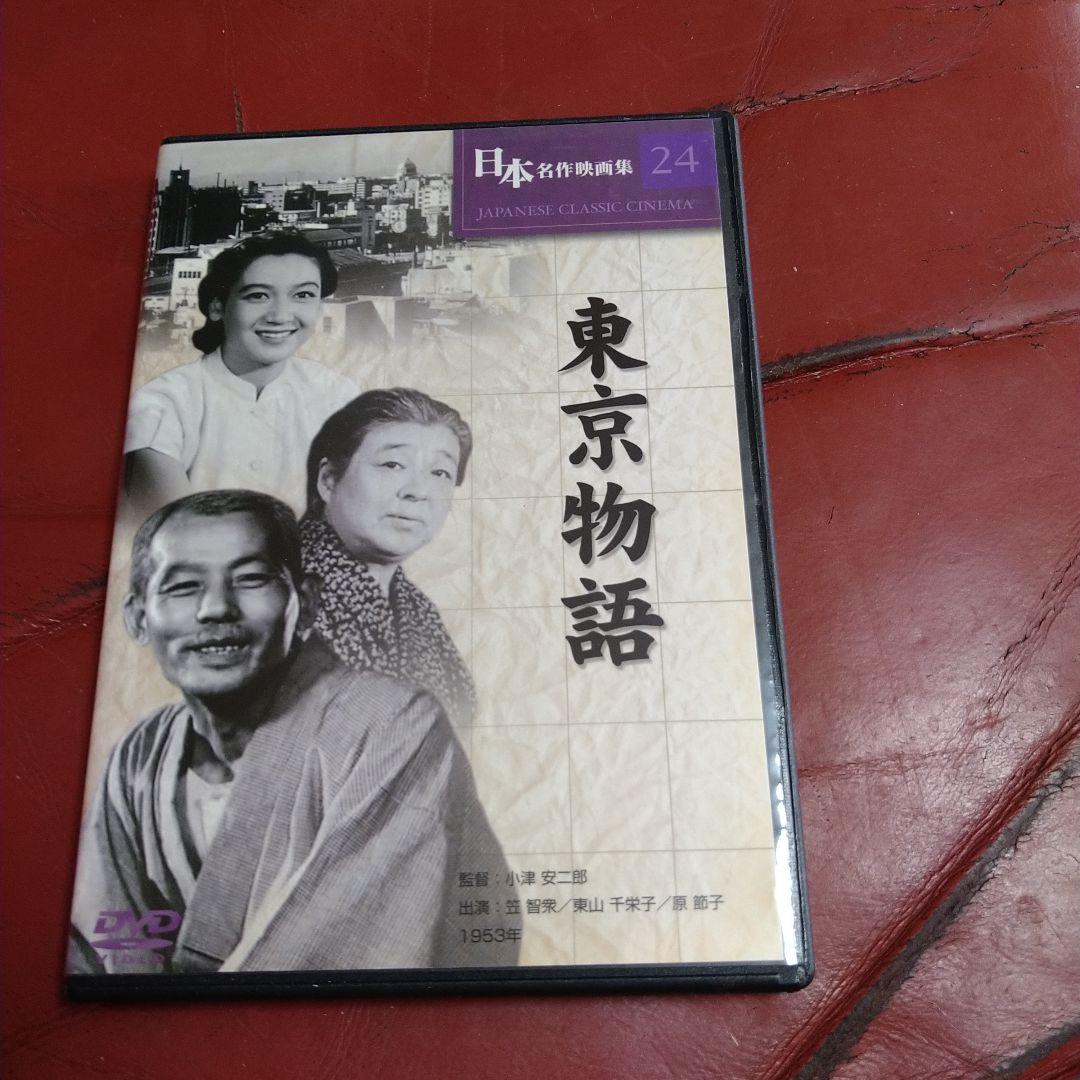 日本名作映画集 24
JAPANESE CLASSIC CINEMA
東京物語
監督：小津 安二郎
出演：笠 智衆／東山 千栄子／原 節子
1953年
DVD
VIDEO